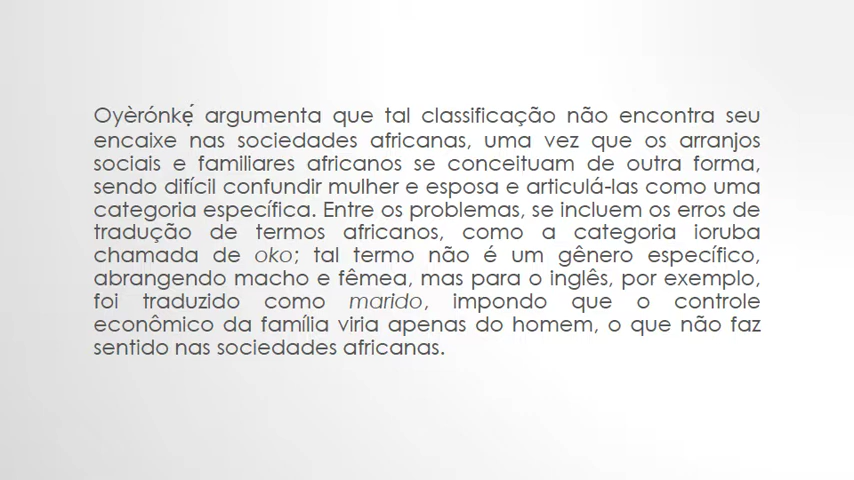 Oyèrónkẹ́ argumenta que tal classificação não encontra seu
encaixe nas sociedades africanas, uma vez que os arranjos
sociais e familiares africanos se conceituam de outra forma,
sendo difícil confundir mulher e esposa e articulá-las como uma
categoria específica. Entre os problemas, se incluem os erros de
tradução de termos africanos, como a categoria ioruba
chamada de oko; tal termo não é um gênero específico,
abrangendo macho e fêmea, mas para o inglês, por exemplo,
foi traduzido como marido, impondo que o controle
econômico da família viria apenas do homem, o que não faz
sentido nas sociedades africanas.